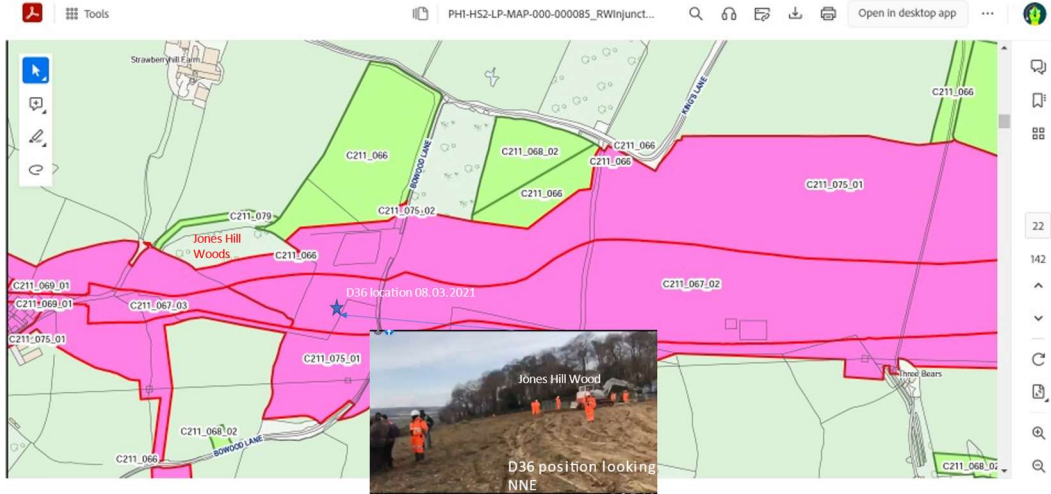 Tools
PH1-HS2-LP-MAP-000-000085_RWInjunct...
Open in desktop app
Strawberryhill Farm
C211_066
BOWOOD LANE
C211_068_02
C211_066
KING'S LANE
C211_066
C211_066
C211_066
C211_075_01
C211_079
C211_075_02
Jones Hill
Woods
C211_066
C211_069_01
C211_069_01
C211_067_03
D36 location 08.03.2021
C211_067_02
C211_075_01
C211_075_01
Three Bears
C211_068_02
BOWOOD LANE
C211_066
C211_068_02
Jones Hill Wood
D36 position looking
NNE
22
142